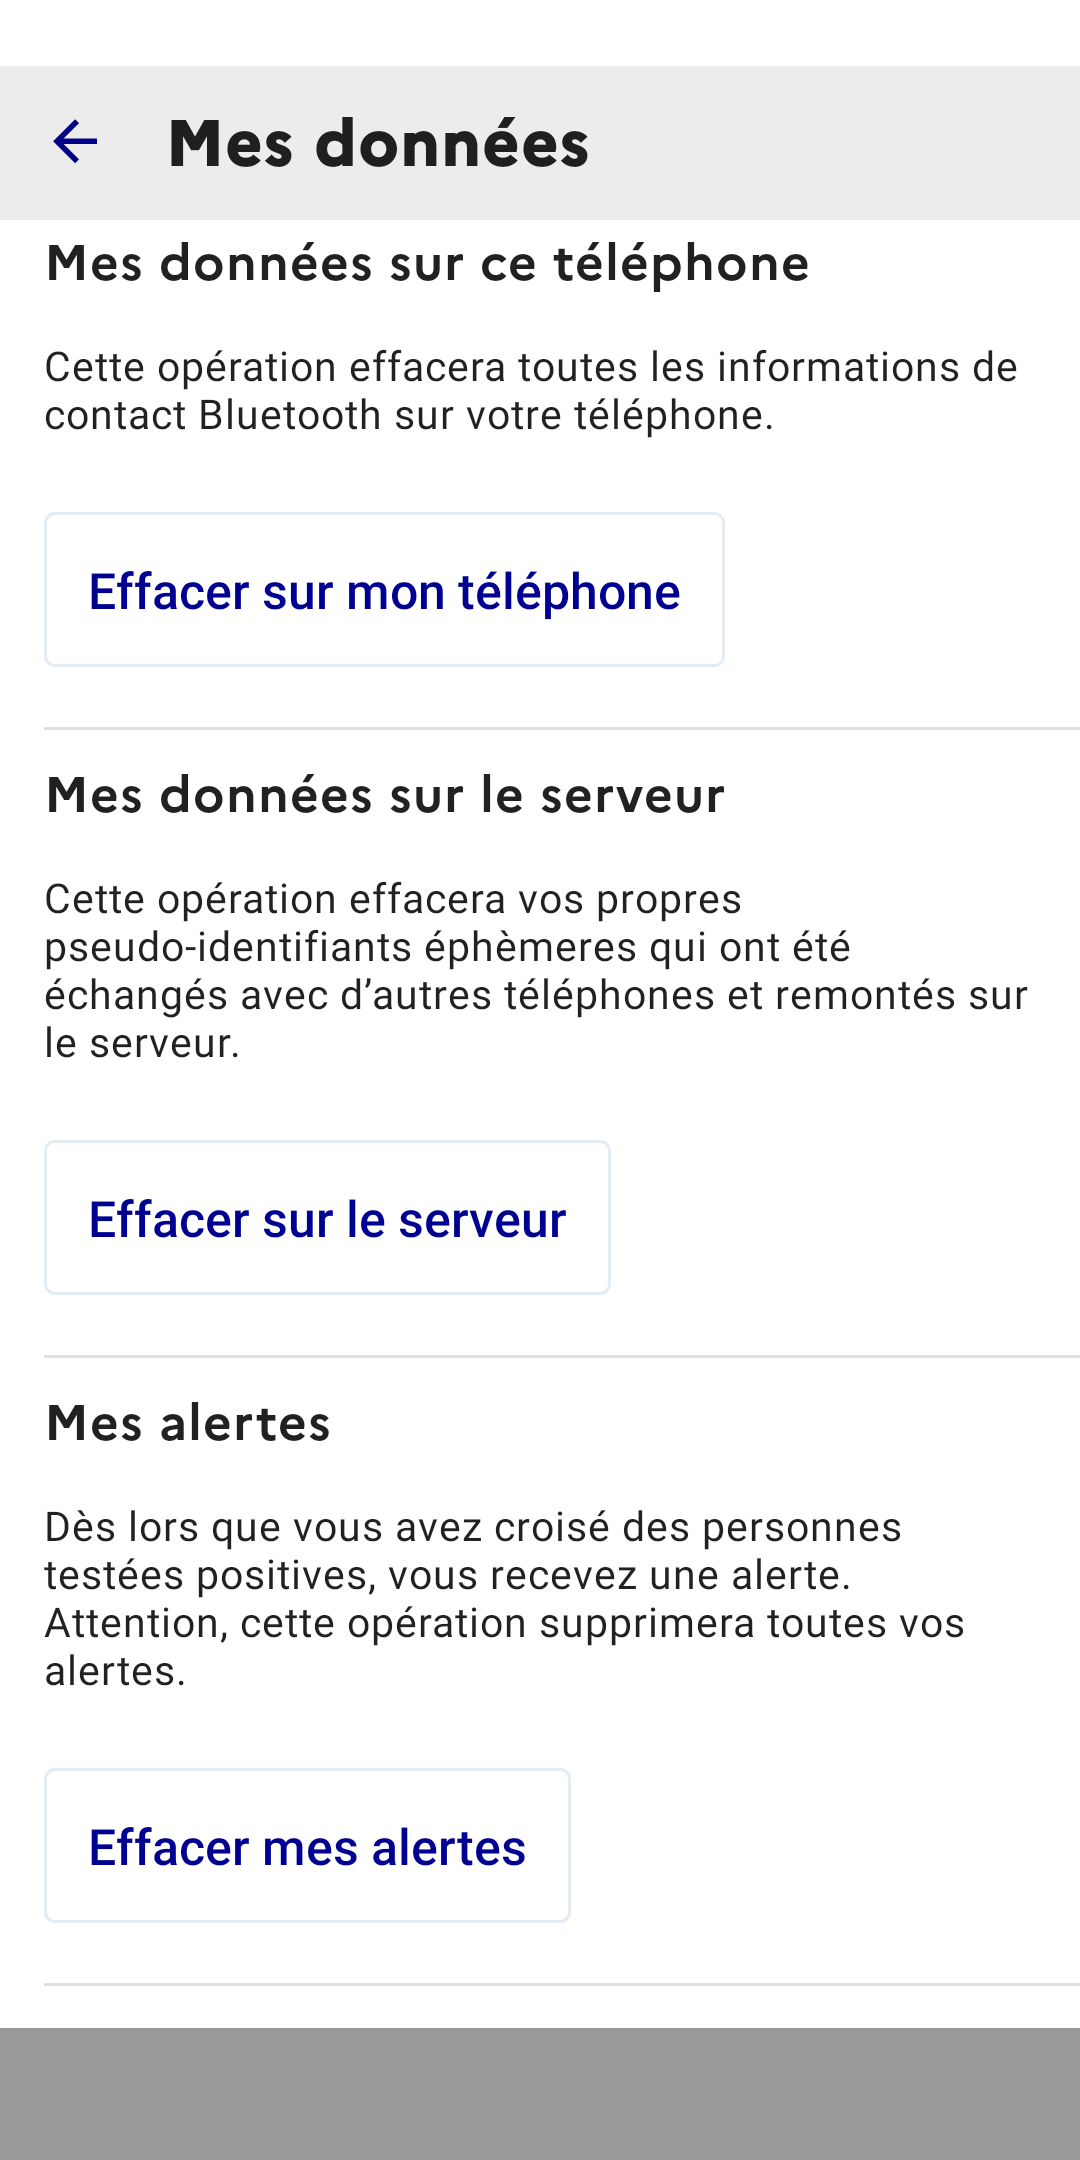 Mes données
Mes données sur ce téléphone
Cette opération effacera toutes les informations de
contact Bluetooth sur votre téléphone.
Effacer sur mon téléphone
Mes données sur le serveur
Cette opération effacera vos propres
pseudo-identifiants éphèmeres qui ont été
échangés avec d’autres téléphones et remontés sur
le serveur.
Effacer sur le serveur
Mes alertes
Dès lors que vous avez croisé des personnes
testées positives, vous recevez une alerte.
Attention, cette opération supprimera toutes vos
alertes.
Effacer mes alertes